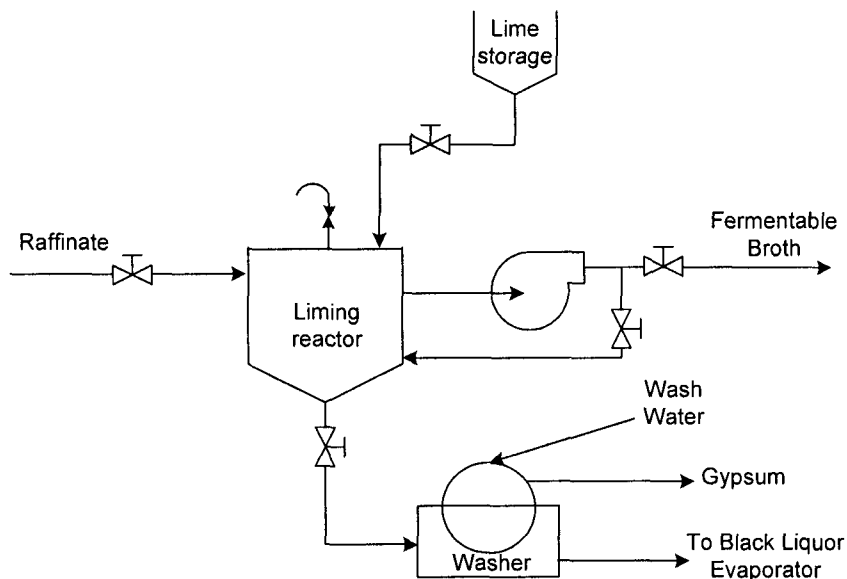 Lime
storage
Raffinate
Fermentable
Broth
Liming
reactor
Wash
Water
Gypsum
Washer
To Black Liquor
Evaporator